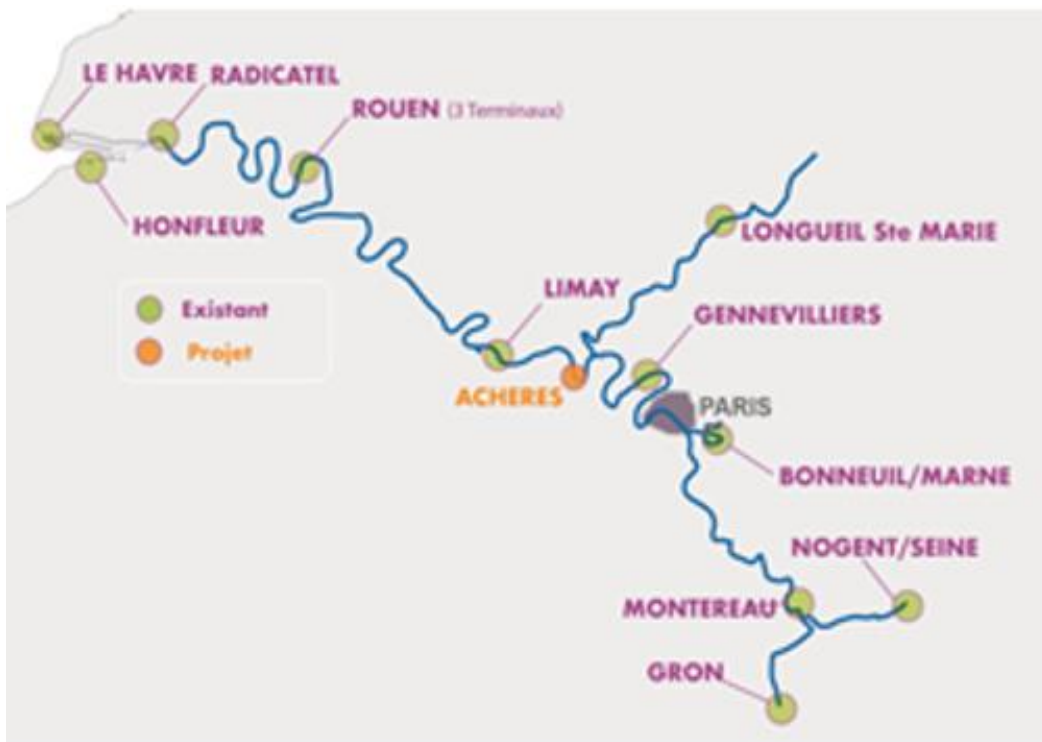 LE HAVRE
RADICATEL
ROUEN (3 Terminaux)
HONFLEUR
LONGUEIL Ste MARIE
Existant
Projet
LIMAY
GENNEVILLIERS
ACHERES
PARIS
BONNEUIL/MARNE
NOGENT/SEINE
MONTEREAU
GRON